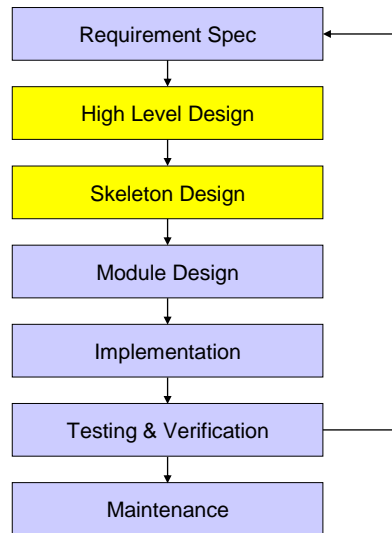 Requirement Spec
High Level Design
Skeleton Design
Module Design
Implementation
Testing & Verification
Maintenance